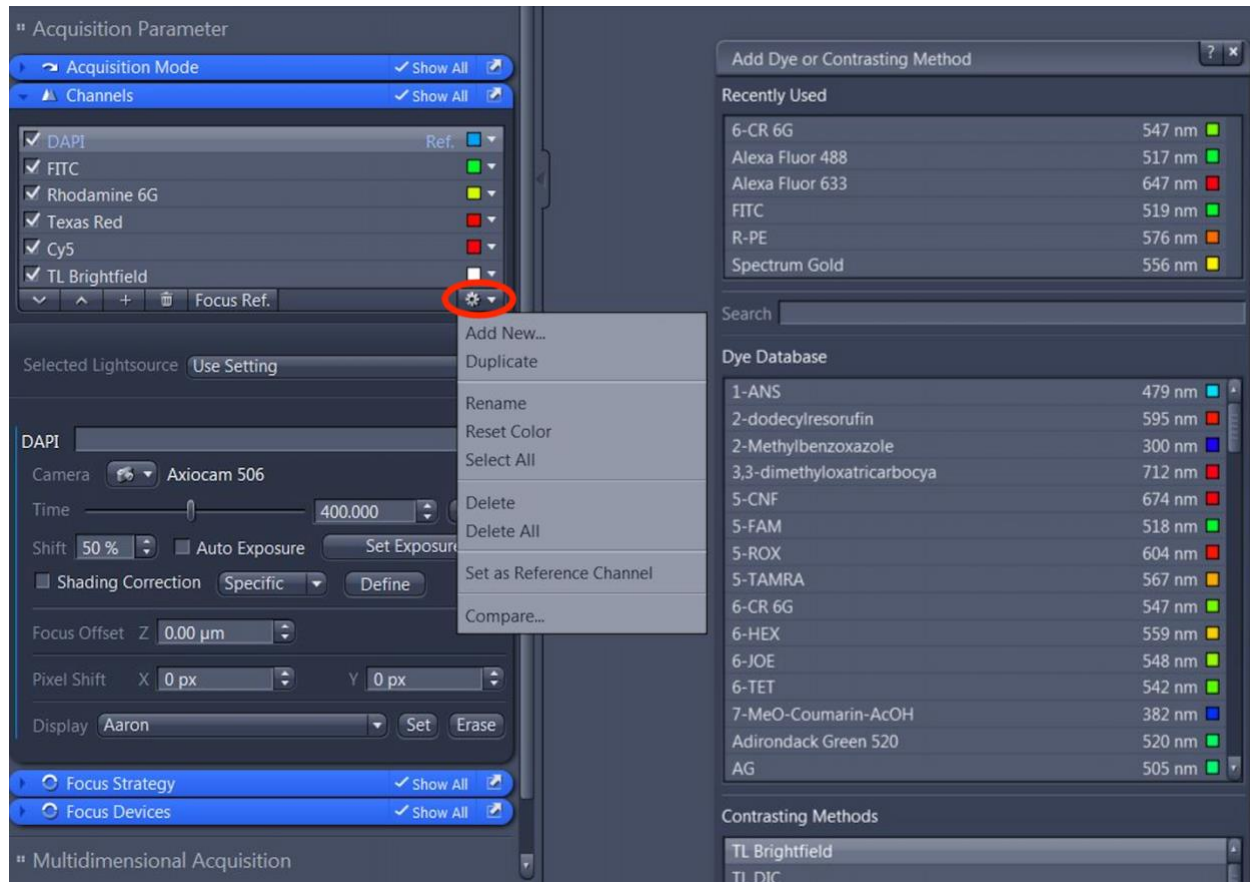 Acquisition Parameter
Acquisition Mode Show All
Channels Show All
DAPI Ref.
FITC
Rhodamine 6G
Texas Red
Cy5
TL Brightfield
+ Focus Ref.
Selected Lightsource Use Setting
DAPI
Camera Axiocam 506
Time 400.000
Shift 50 % Auto Exposure Set Exposure
Shading Correction Specific Define
Focus Offset Z 0.00 µm
Pixel Shift X 0 px Y 0 px
Display Aaron Set Erase
Focus Strategy Show All
Focus Devices Show All
Multidimensional Acquisition
Add New...
Duplicate
Rename
Reset Color
Select All
Delete
Delete All
Set as Reference Channel
Compare...
Add Dye or Contrasting Method ? ×
Recently Used
6-CR 6G 547 nm
Alexa Fluor 488 517 nm
Alexa Fluor 633 647 nm
FITC 519 nm
R-PE 576 nm
Spectrum Gold 556 nm
Search
Dye Database
1-ANS 479 nm
2-dodecylresorufin 595 nm
2-Methylbenzoxazole 300 nm
3,3-dimethyloxatricarbocya 712 nm
5-CNF 674 nm
5-FAM 518 nm
5-ROX 604 nm
5-TAMRA 567 nm
6-CR 6G 547 nm
6-HEX 559 nm
6-JOE 548 nm
6-TET 542 nm
7-MeO-Coumarin-AcOH 382 nm
Adirondack Green 520 520 nm
AG 505 nm
Contrasting Methods
TL Brightfield
TL DIC